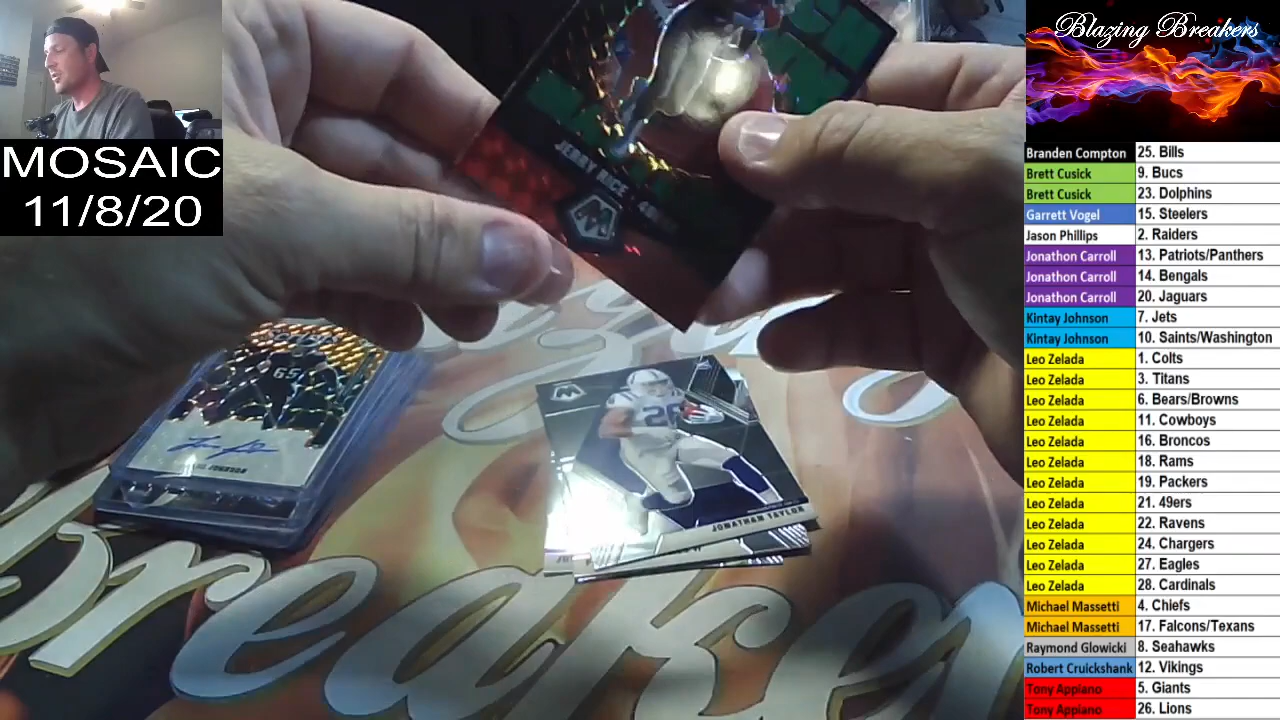 Blazing Breakers
MOSAIC
11/8/20
JERRY RICE
65
26
JONATHAN TAYLOR
JOHNSON
Breakers
Branden Compton 25. Bills
Brett Cusick 9. Bucs
Brett Cusick 23. Dolphins
Garrett Vogel 15. Steelers
Jason Phillips 2. Raiders
Jonathon Carroll 13. Patriots/Panthers
Jonathon Carroll 14. Bengals
Jonathon Carroll 20. Jaguars
Kintay Johnson 7. Jets
Kintay Johnson 10. Saints/Washington
Leo Zelada 1. Colts
Leo Zelada 3. Titans
Leo Zelada 6. Bears/Browns
Leo Zelada 11. Cowboys
Leo Zelada 16. Broncos
Leo Zelada 18. Rams
Leo Zelada 19. Packers
Leo Zelada 21. 49ers
Leo Zelada 22. Ravens
Leo Zelada 24. Chargers
Leo Zelada 27. Eagles
Leo Zelada 28. Cardinals
Michael Massetti 4. Chiefs
Michael Massetti 17. Falcons/Texans
Raymond Glowicki 8. Seahawks
Robert Cruickshank 12. Vikings
Tony Appiano 5. Giants
Tony Appiano 26. Lions